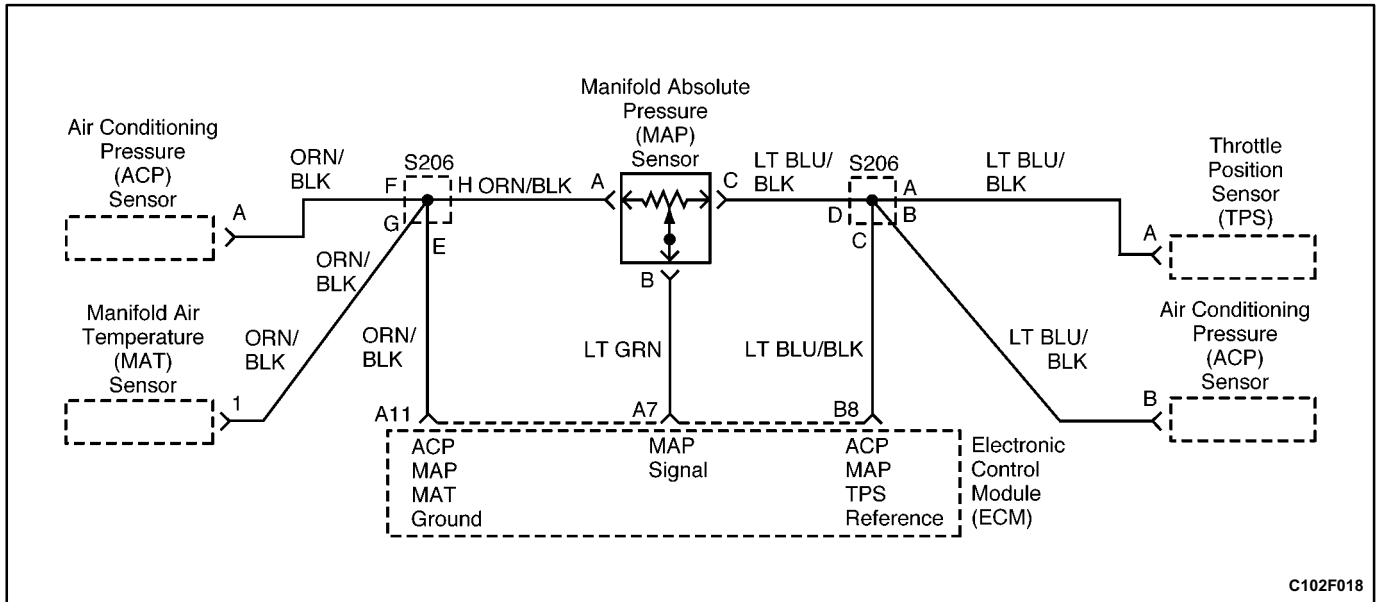 Manifold Absolute
Pressure
(MAP)
Sensor
Air Conditioning
Pressure
(ACP)
Sensor
A
ORN/
BLK
S206
F
H
G
E
ORN/BLK
A
C
B
LT BLU/
BLK
S206
A
D
B
C
LT BLU/
BLK
Throttle
Position
Sensor
(TPS)
A
ORN/
BLK
Manifold Air
Temperature
(MAT)
Sensor
1
ORN/
BLK
ORN/
BLK
LT GRN
LT BLU/BLK
LT BLU/
BLK
Air Conditioning
Pressure
(ACP)
Sensor
B
A11
A7
B8
ACP
MAP
MAT
Ground
MAP
Signal
ACP
MAP
TPS
Reference
Electronic
Control
Module
(ECM)
C102F018